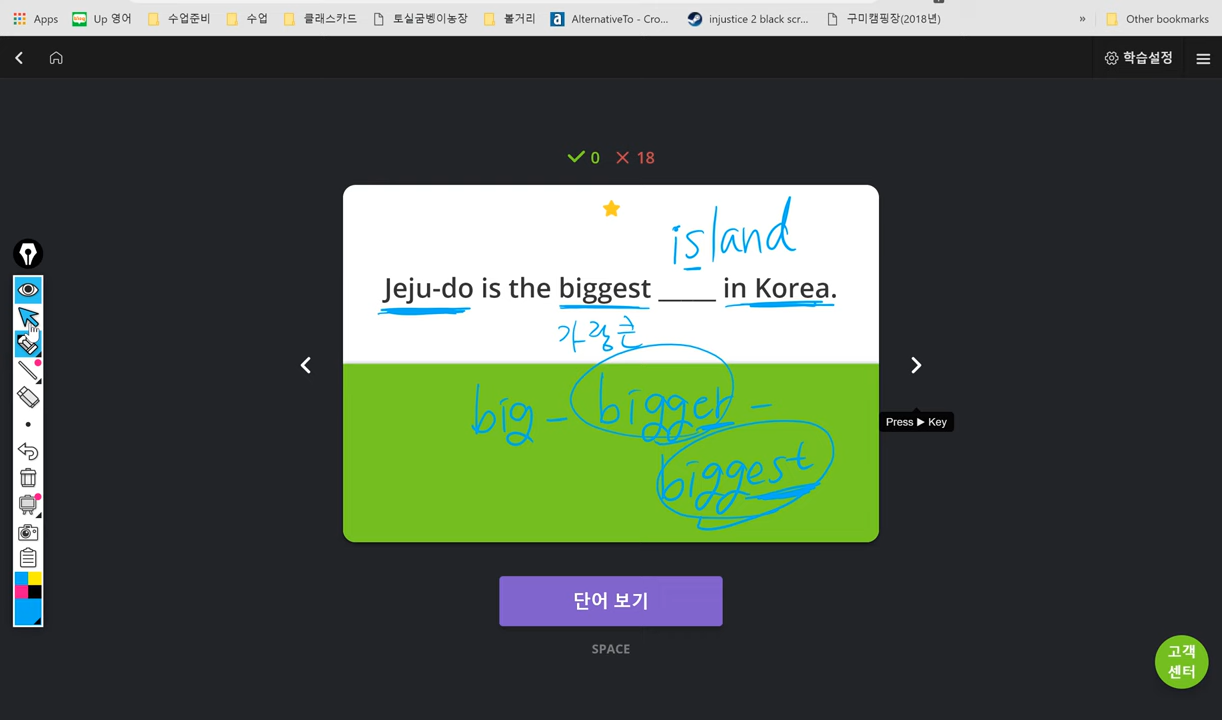 Apps Up 영어 수업준비 수업 클래스카드 토실굼벵이농장 볼거리 AlternativeTo - Cro... injustice 2 black scr... 구미캠핑장(2018년) » Other bookmarks
학습설정
0 18
island
Jeju-do is the biggest _____ in Korea.
가장 큰
big - bigger -
biggest
Press ▶ Key
단어 보기
SPACE
고객
센터